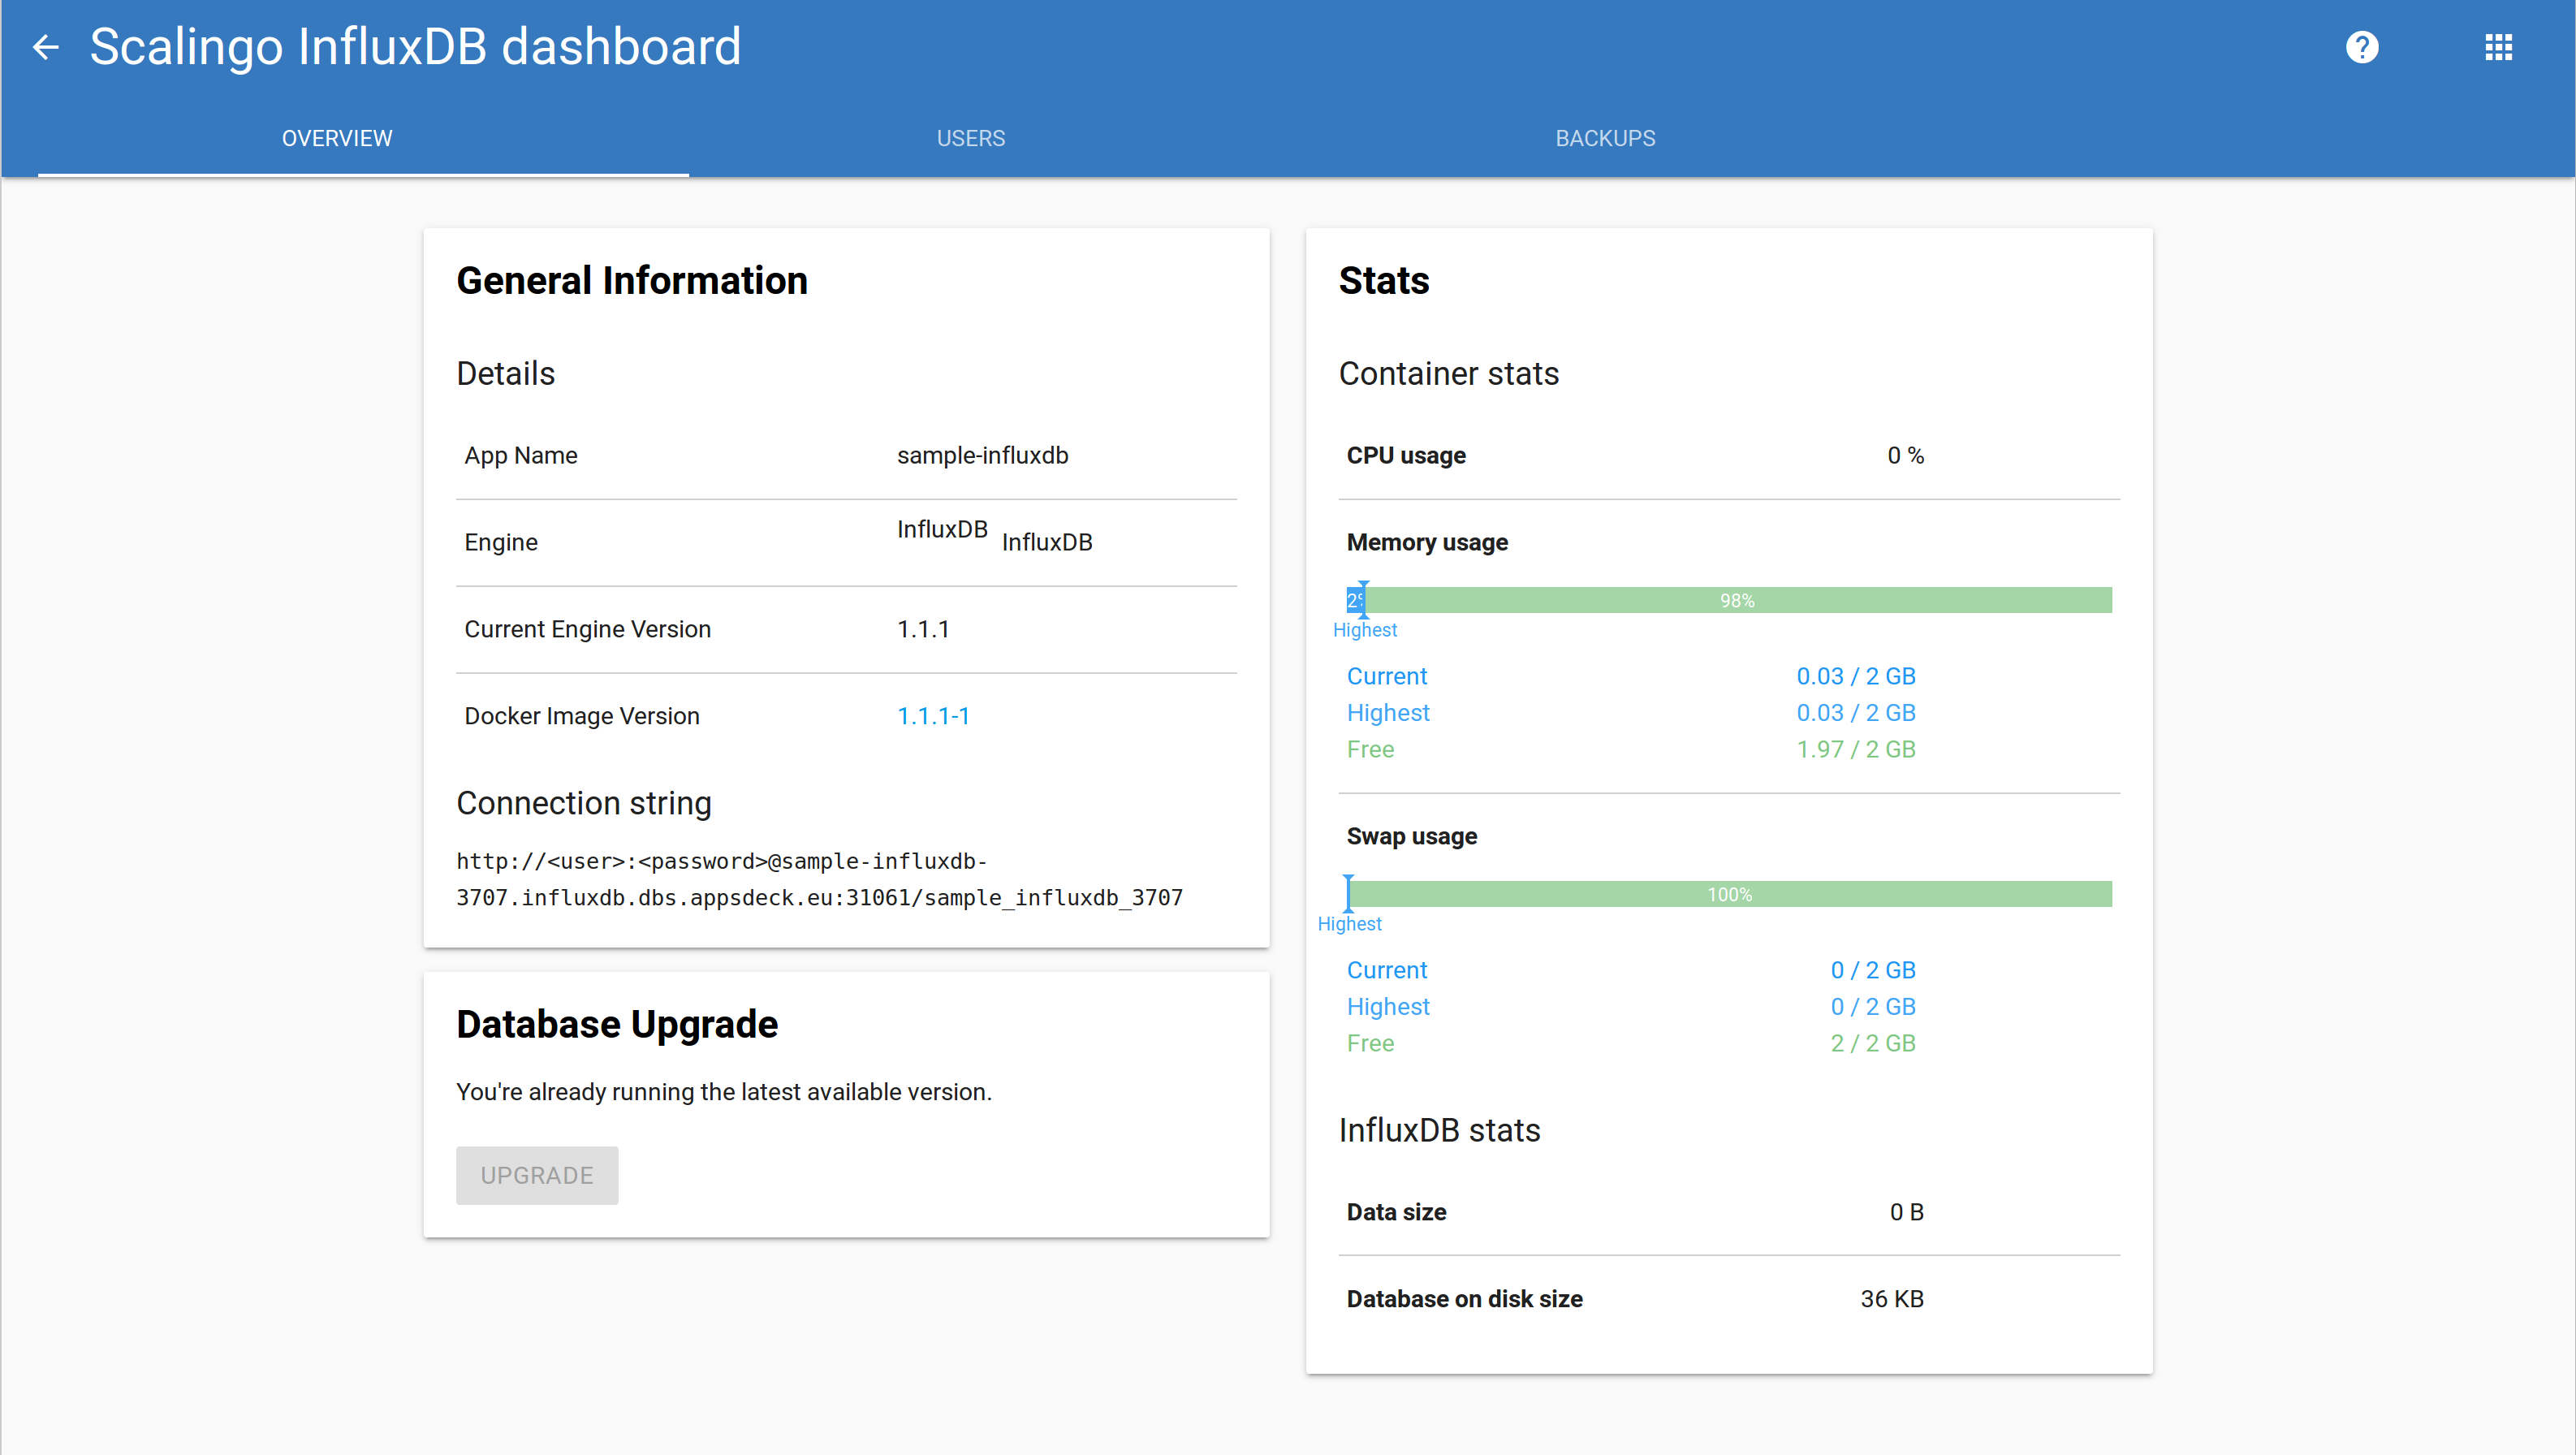 Scalingo InfluxDB dashboard
OVERVIEW USERS BACKUPS
General Information
Details
App Name sample-influxdb
Engine InfluxDB InfluxDB
Current Engine Version 1.1.1
Docker Image Version 1.1.1-1
Connection string
http://<user>:<password>@sample-influxdb-
3707.influxdb.dbs.appsdeck.eu:31061/sample_influxdb_3707
Database Upgrade
You're already running the latest available version.
UPGRADE
Stats
Container stats
CPU usage 0 %
Memory usage
98%
Highest
Current 0.03 / 2 GB
Highest 0.03 / 2 GB
Free 1.97 / 2 GB
Swap usage
100%
Highest
Current 0 / 2 GB
Highest 0 / 2 GB
Free 2 / 2 GB
InfluxDB stats
Data size 0 B
Database on disk size 36 KB